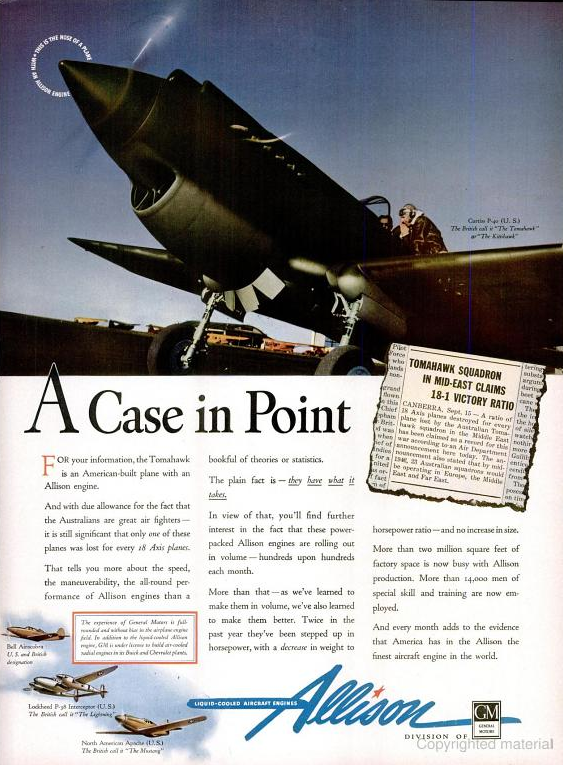 THIS IS THE NOSE OF A PLANE
WITH AN ALLISON ENGINE
Curtiss P-40 (U. S.)
The British call it "The Tomahawk"
or "The Kittihawk"
TOMAHAWK SQUADRON
IN MID-EAST CLAIMS
18-1 VICTORY RATIO
CANBERRA, Sept. 15 — A ratio of
18 Axis planes destroyed for every
plane lost by the Australian Toma-
hawk squadron in the Middle East
has been claimed as a record for the
war according to an Air Department
announcement here today. The an-
nouncement also stated that by mid-
1942, 23 Australian squadrons would
be operating in Europe, the Middle
East and Far East.
A Case in Point
FOR your information, the Tomahawk
is an American-built plane with an
Allison engine.
And with due allowance for the fact that
the Australians are great air fighters—
it is still significant that only one of these
planes was lost for every 18 Axis planes.
That tells you more about the speed,
the maneuverability, the all-round per-
formance of Allison engines than a
bookful of theories or statistics.
The plain fact is — they have what it
takes.
In view of that, you'll find further
interest in the fact that these power-
packed Allison engines are rolling out
in volume — hundreds upon hundreds
each month.
More than that — as we've learned to
make them in volume, we've also learned
to make them better. Twice in the
past year they've been stepped up in
horsepower, with a decrease in weight to
horsepower ratio — and no increase in size.
More than two million square feet of
factory space is now busy with Allison
production. More than 14,000 men of
special skill and training are now em-
ployed.
And every month adds to the evidence
that America has in the Allison the
finest aircraft engine in the world.
The experience of General Motors is full-
rounded and without bias in the airplane engine
field. In addition to the liquid-cooled Allison
engine, GM is under license to build air-cooled
radial engines in its Buick and Chevrolet plants.
Bell Airacobra
U. S. and British
designation
Lockheed P-38 Interceptor (U.S.)
The British call it "The Lightning"
North American Apache (U.S.)
The British call it "The Mustang"
LIQUID-COOLED AIRCRAFT ENGINES
Allison
DIVISION OF
GM
GENERAL
MOTORS
Copyrighted material